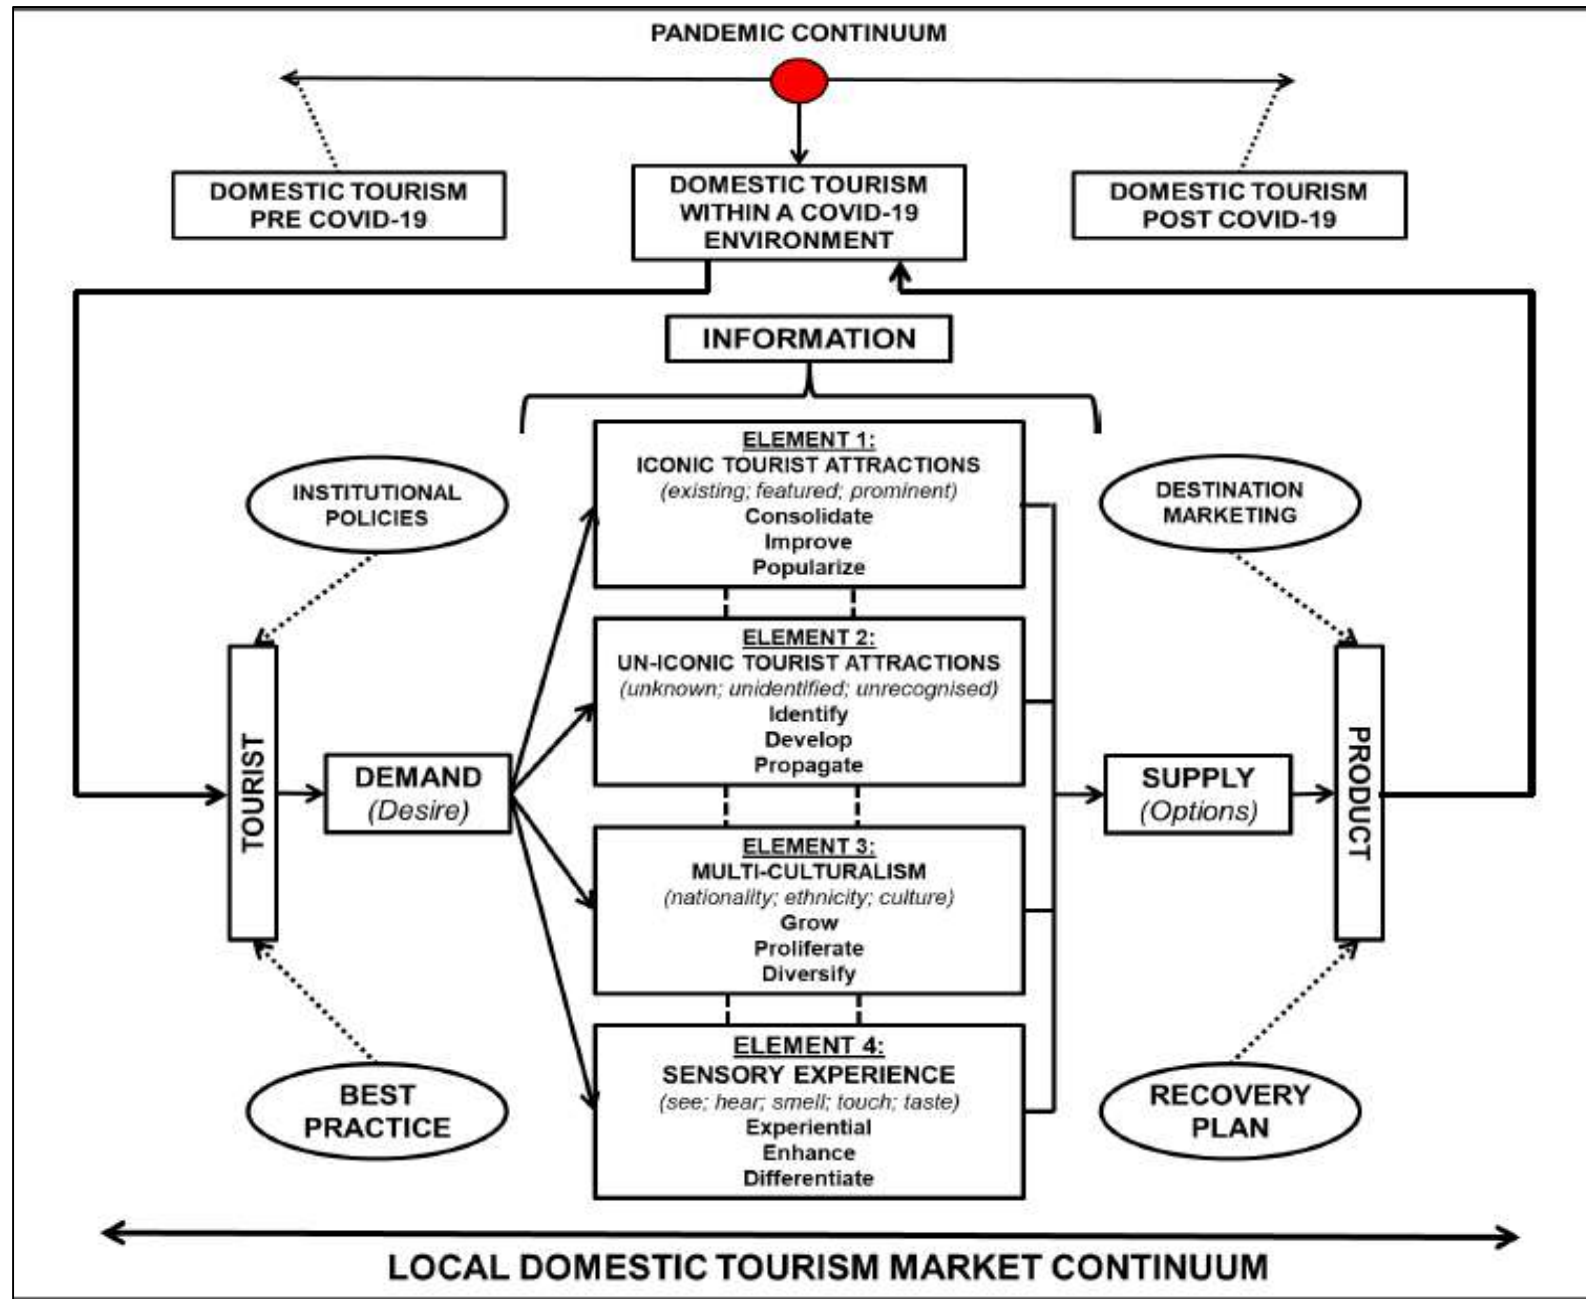 PANDEMIC CONTINUUM
DOMESTIC TOURISM
PRE COVID-19
DOMESTIC TOURISM
WITHIN A COVID-19
ENVIRONMENT
DOMESTIC TOURISM
POST COVID-19
INFORMATION
INSTITUTIONAL
POLICIES
BEST
PRACTICE
TOURIST
DEMAND
(Desire)
ELEMENT 1:
ICONIC TOURIST ATTRACTIONS
(existing; featured; prominent)
Consolidate
Improve
Popularize
ELEMENT 2:
UN-ICONIC TOURIST ATTRACTIONS
(unknown; unidentified; unrecognised)
Identify
Develop
Propagate
ELEMENT 3:
MULTI-CULTURALISM
(nationality; ethnicity; culture)
Grow
Proliferate
Diversify
ELEMENT 4:
SENSORY EXPERIENCE
(see; hear; smell; touch; taste)
Experiential
Enhance
Differentiate
SUPPLY
(Options)
PRODUCT
DESTINATION
MARKETING
RECOVERY
PLAN
LOCAL DOMESTIC TOURISM MARKET CONTINUUM